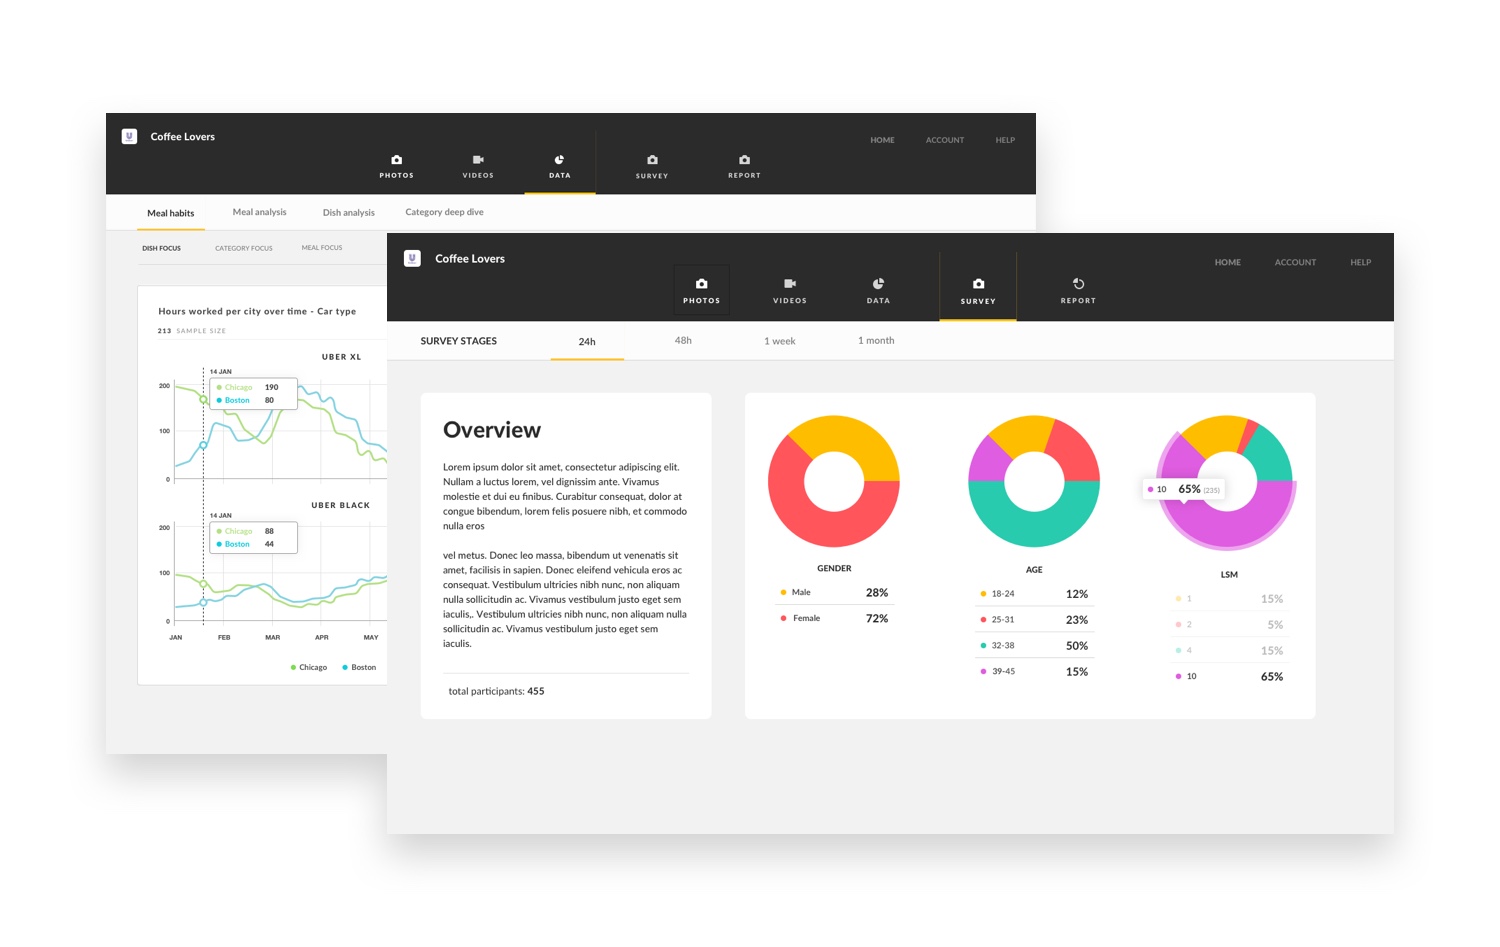 Coffee Lovers
HOME ACCOUNT HELP
PHOTOS VIDEOS DATA SURVEY REPORT
Meal habits Meal analysis Dish analysis Category deep dive
DISH FOCUS CATEGORY FOCUS MEAL FOCUS
Hours worked per city over time - Car type
213 SAMPLE SIZE
UBER XL
14 JAN
Chicago 190
Boston 80
200
100
0
UBER BLACK
14 JAN
Chicago 88
Boston 44
200
100
0
JAN FEB MAR APR MAY
Chicago Boston
Coffee Lovers
HOME ACCOUNT HELP
PHOTOS VIDEOS DATA SURVEY REPORT
SURVEY STAGES 24h 48h 1 week 1 month
Overview
Lorem ipsum dolor sit amet, consectetur adipiscing elit.
Nullam a luctus lorem, vel dignissim ante. Vivamus
molestie et dui eu finibus. Curabitur consequat, dolor at
congue bibendum, lorem felis posuere nibh, et commodo
nulla eros
vel metus. Donec leo massa, bibendum ut venenatis sit
amet, facilisis in sapien. Donec eleifend vehicula eros ac
consequat. Vestibulum ultricies nibh nunc, non aliquam
nulla sollicitudin ac. Vivamus vestibulum justo eget sem
iaculis,. Vestibulum ultricies nibh nunc, non aliquam nulla
sollicitudin ac. Vivamus vestibulum justo eget sem
iaculis.
total participants: 455
GENDER
Male 28%
Female 72%
AGE
18-24 12%
25-31 23%
32-38 50%
39-45 15%
10 65% (235)
LSM
1 15%
2 5%
4 15%
10 65%